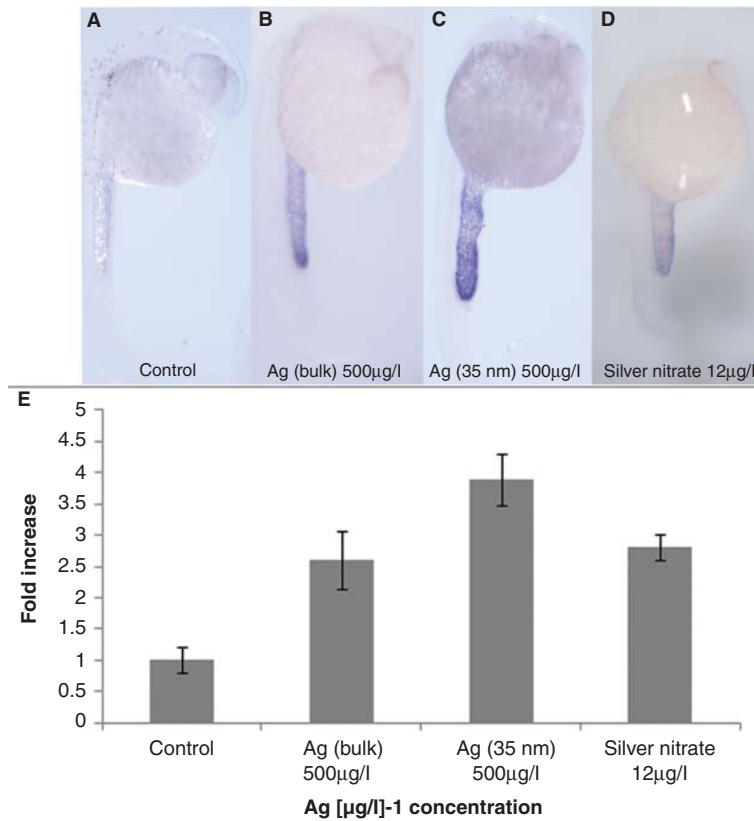 A
B
C
D
Control
Ag (bulk) 500µg/l
Ag (35 nm) 500µg/l
Silver nitrate 12µg/l
E
5
4.5
4
3.5
3
2.5
2
1.5
1
0.5
0
Fold increase
Control
Ag (bulk)
500µg/l
Ag (35 nm)
500µg/l
Silver nitrate
12µg/l
Ag [µg/l]-1 concentration